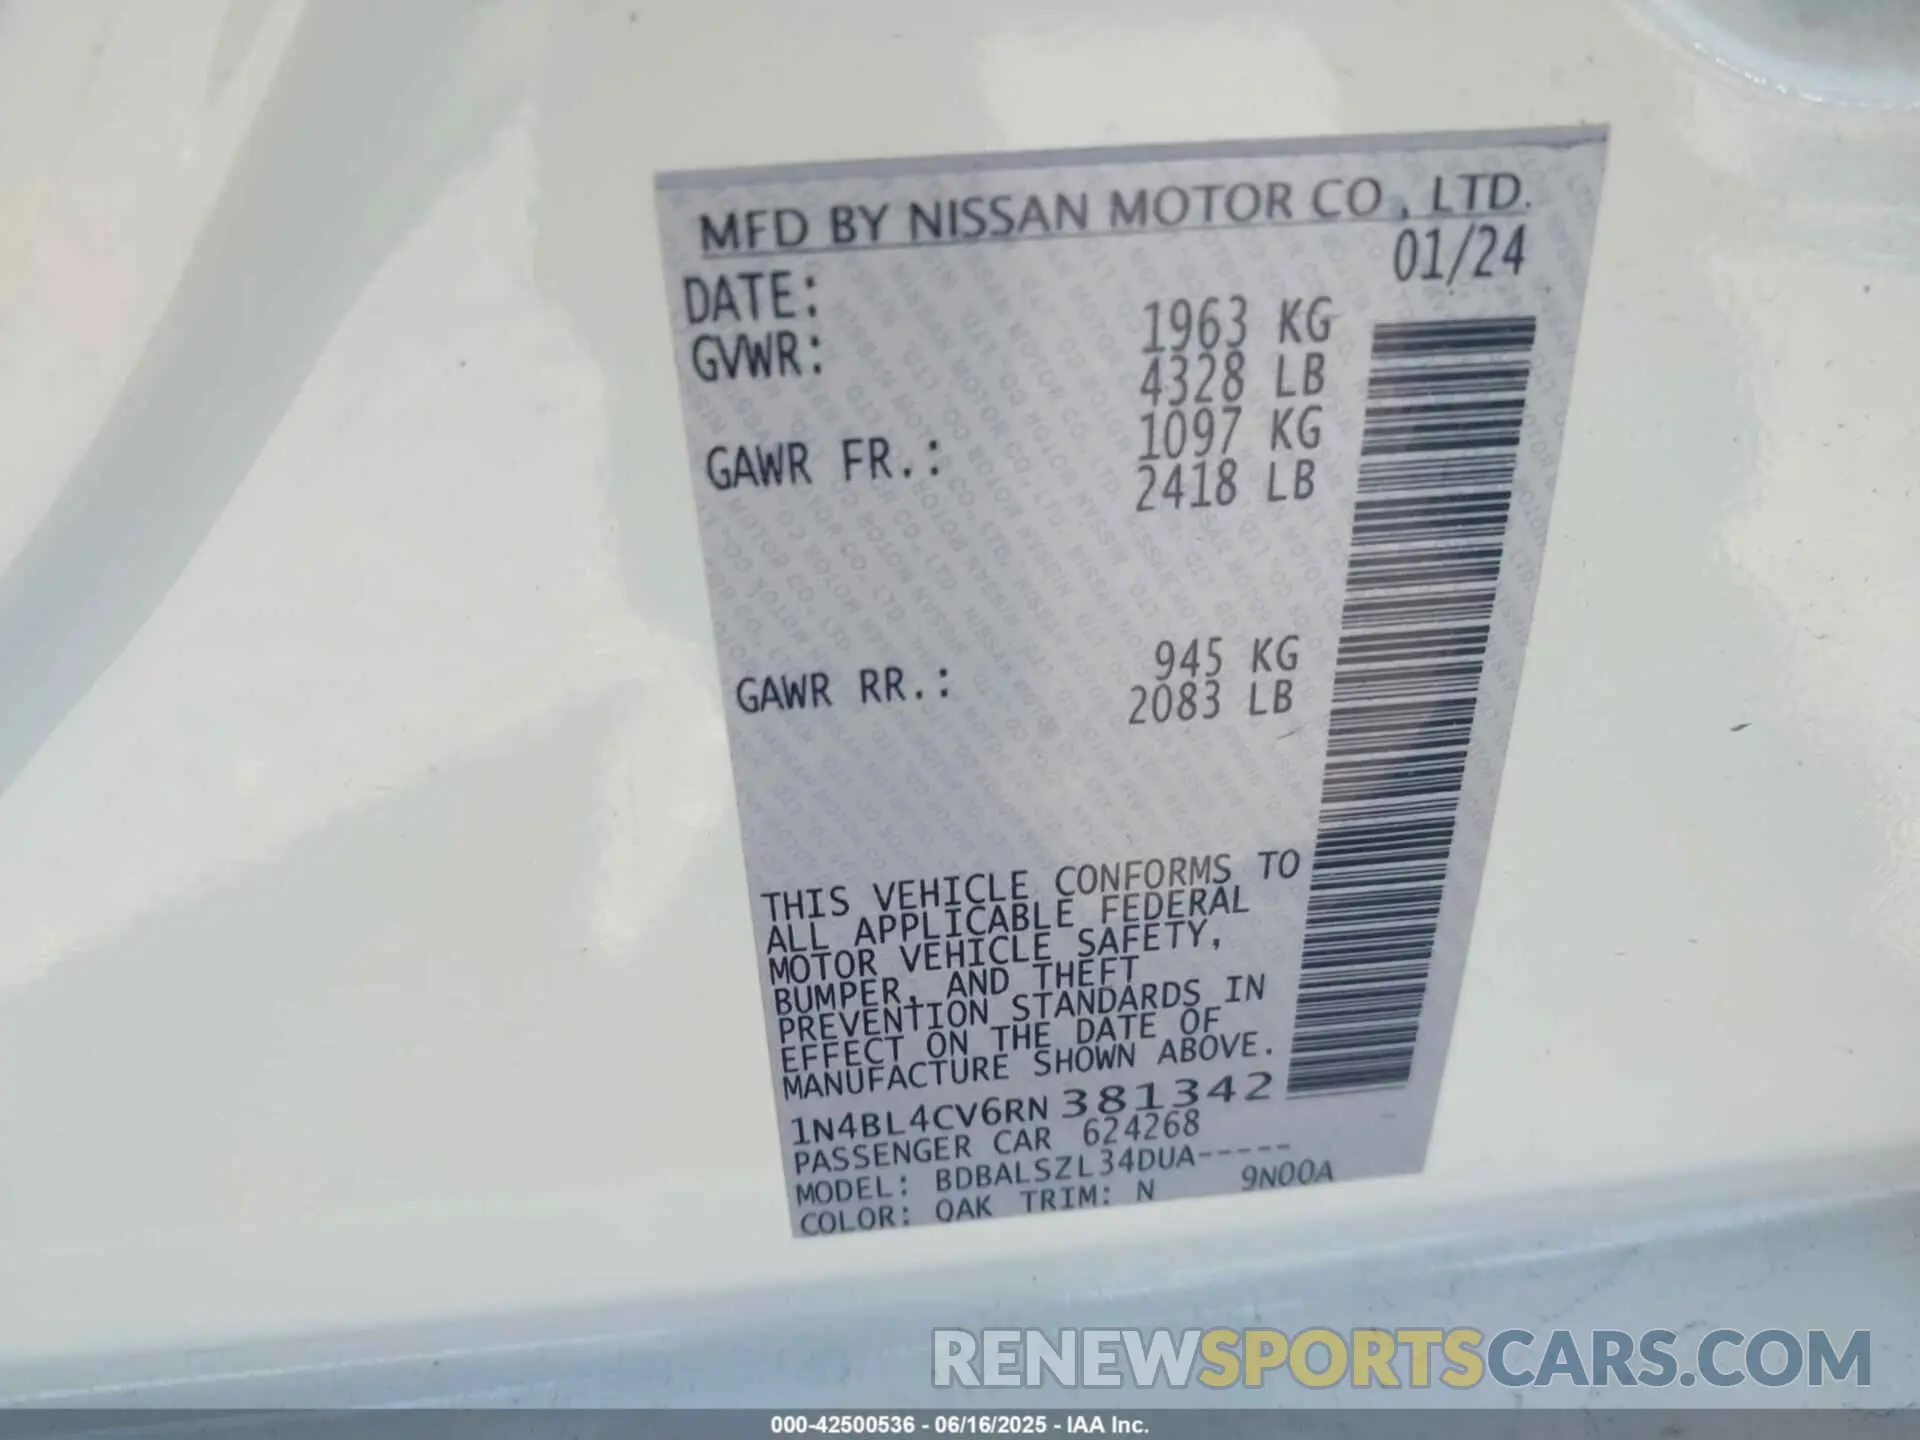 MFD BY NISSAN MOTOR CO., LTD.
DATE: 01/24
GVWR: 1963 KG
4328 LB
GAWR FR.: 1097 KG
2418 LB
GAWR RR.: 945 KG
2083 LB
THIS VEHICLE CONFORMS TO
ALL APPLICABLE FEDERAL
MOTOR VEHICLE SAFETY,
BUMPER, AND THEFT
PREVENTION STANDARDS IN
EFFECT ON THE DATE OF
MANUFACTURE SHOWN ABOVE.
1N4BL4CV6RN381342
PASSENGER CAR 624268
MODEL: BDBALSZL34DUA-----
COLOR: QAK TRIM: N 9N00A
RENEWSPORTSCARS.COM
000-42500536 - 06/16/2025 - IAA Inc.